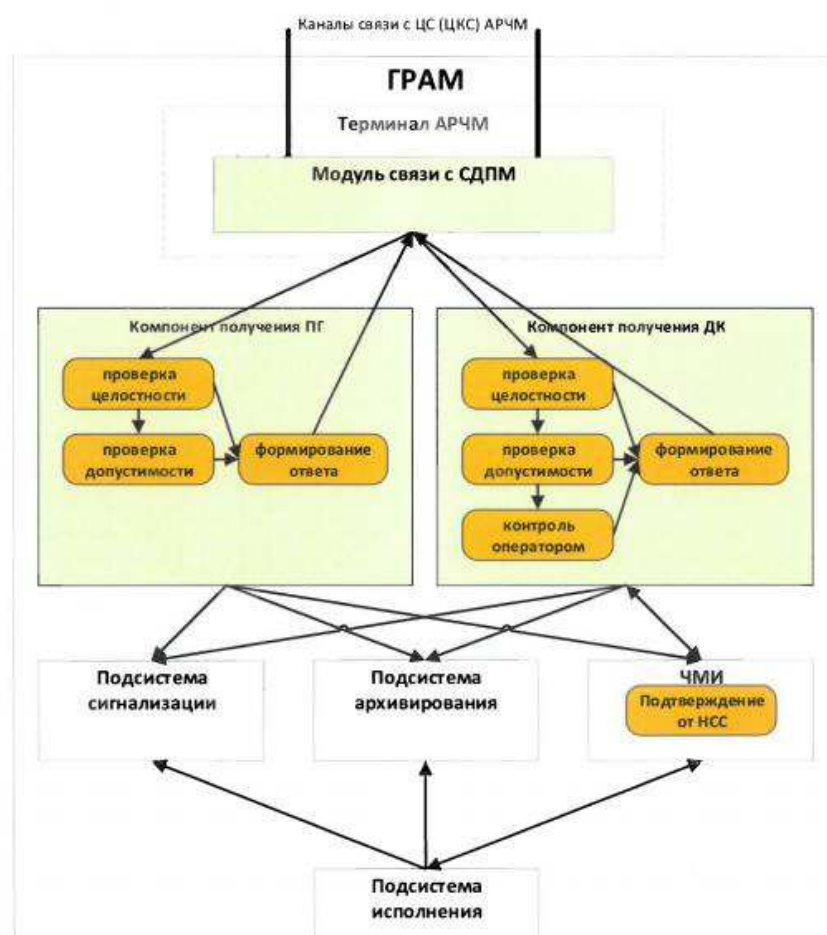 Каналы связи с ЦС (ЦКС) АРЧМ
ГРАМ
Терминал АРЧМ
Модуль связи с СДПМ
Компонент получения ПГ
проверка
целостности
проверка
допустимости
формирование
ответа
Компонент получения ДК
проверка
целостности
проверка
допустимости
формирование
ответа
контроль
оператором
Подсистема
сигнализации
Подсистема
архивирования
ЧМИ
Подтверждение
от НСС
Подсистема
исполнения